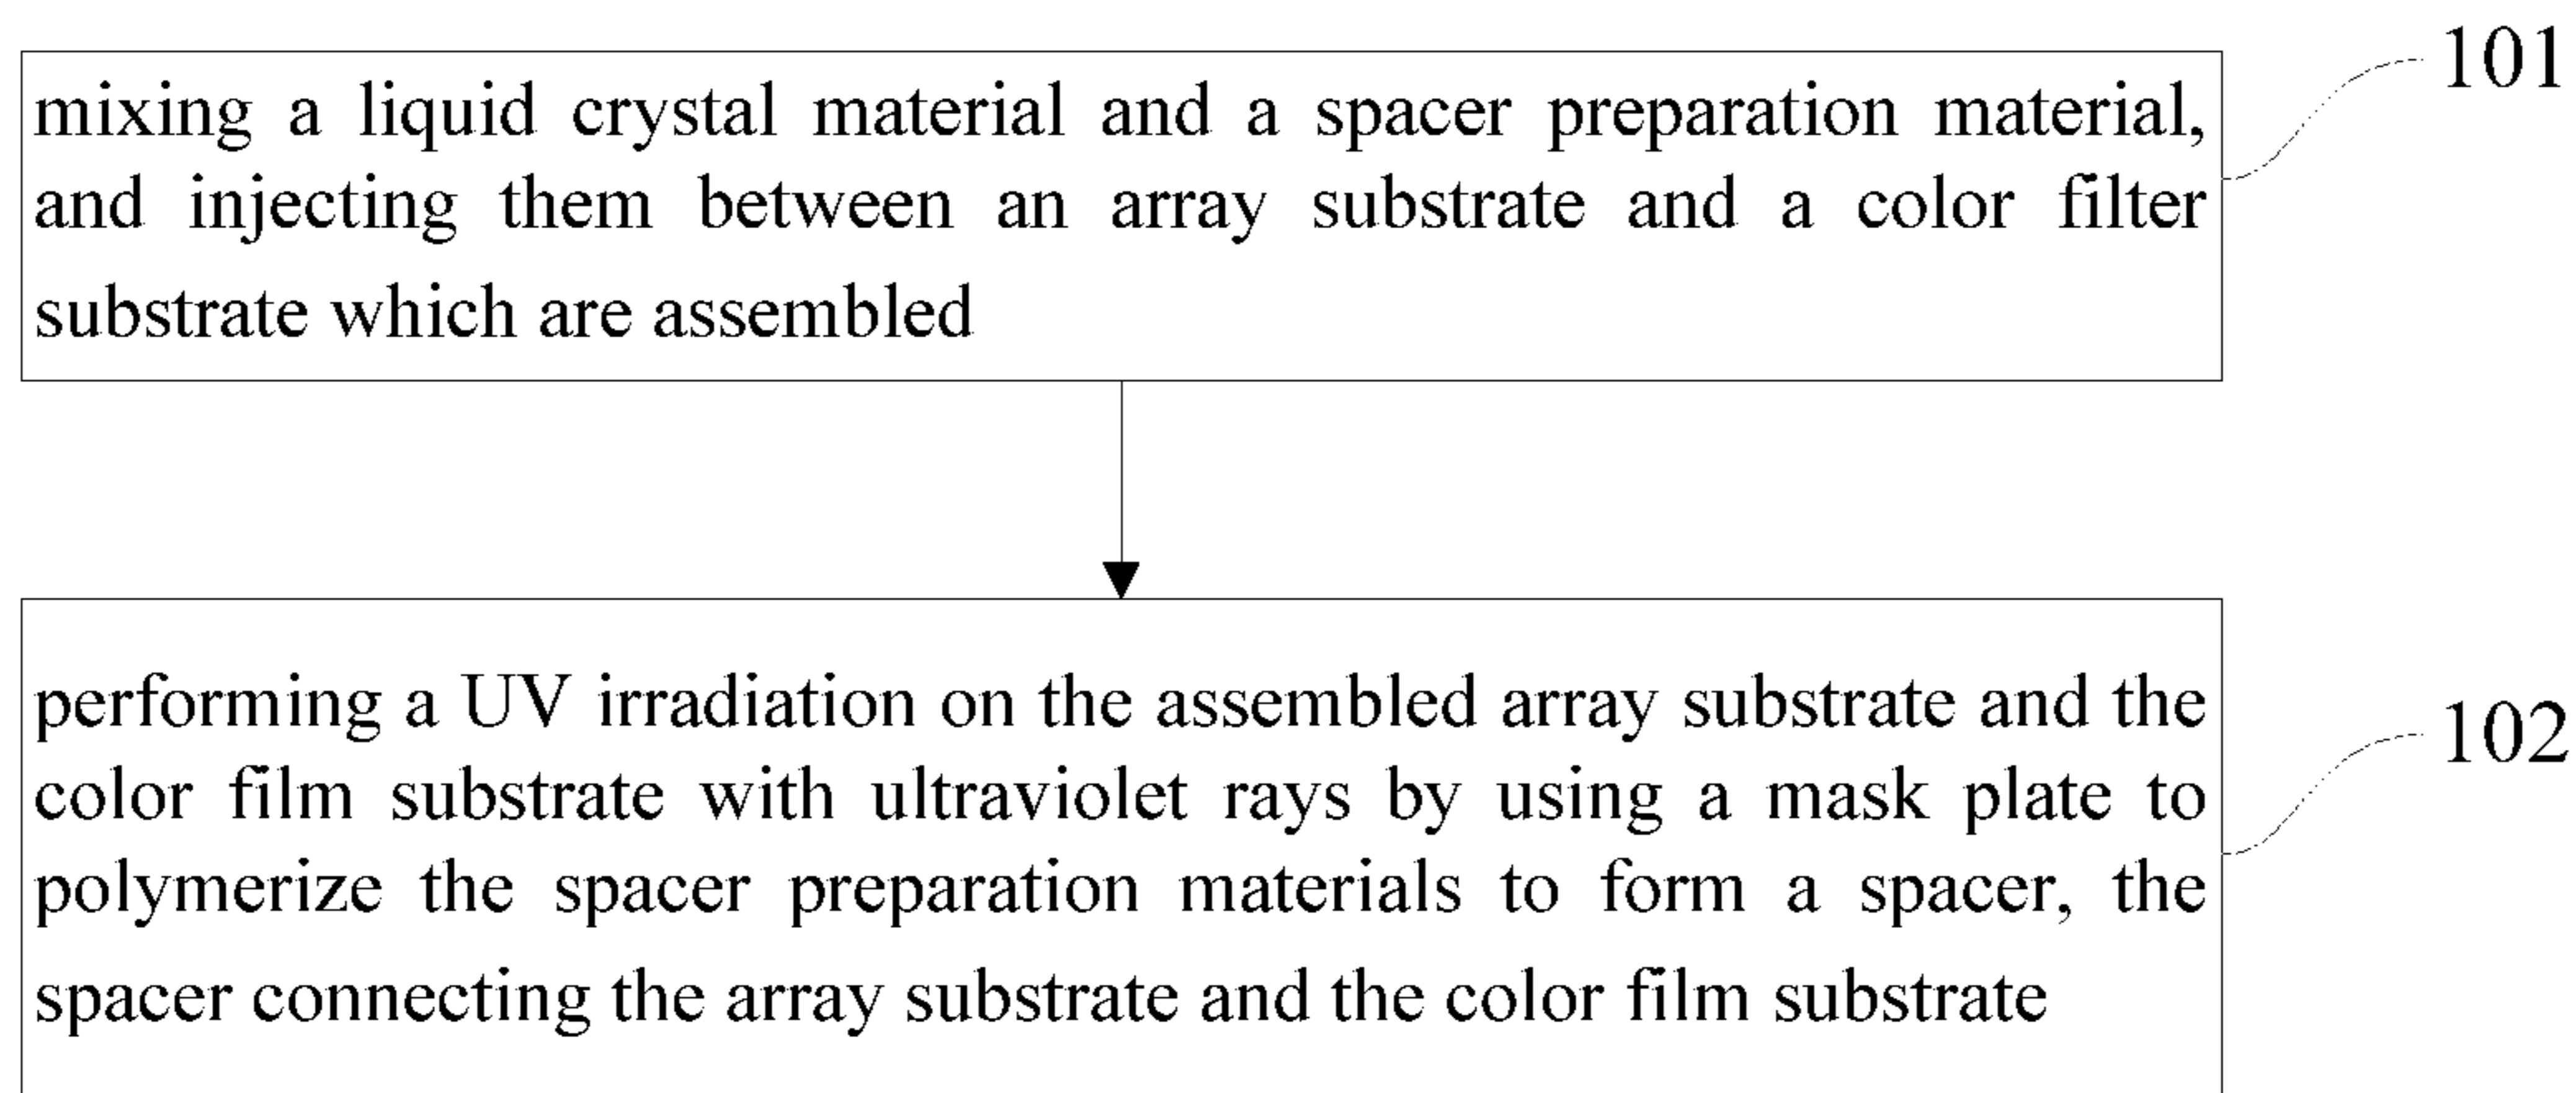 101
mixing a liquid crystal material and a spacer preparation material,
and injecting them between an array substrate and a color filter
substrate which are assembled
102
performing a UV irradiation on the assembled array substrate and the
color film substrate with ultraviolet rays by using a mask plate to
polymerize the spacer preparation materials to form a spacer, the
spacer connecting the array substrate and the color film substrate